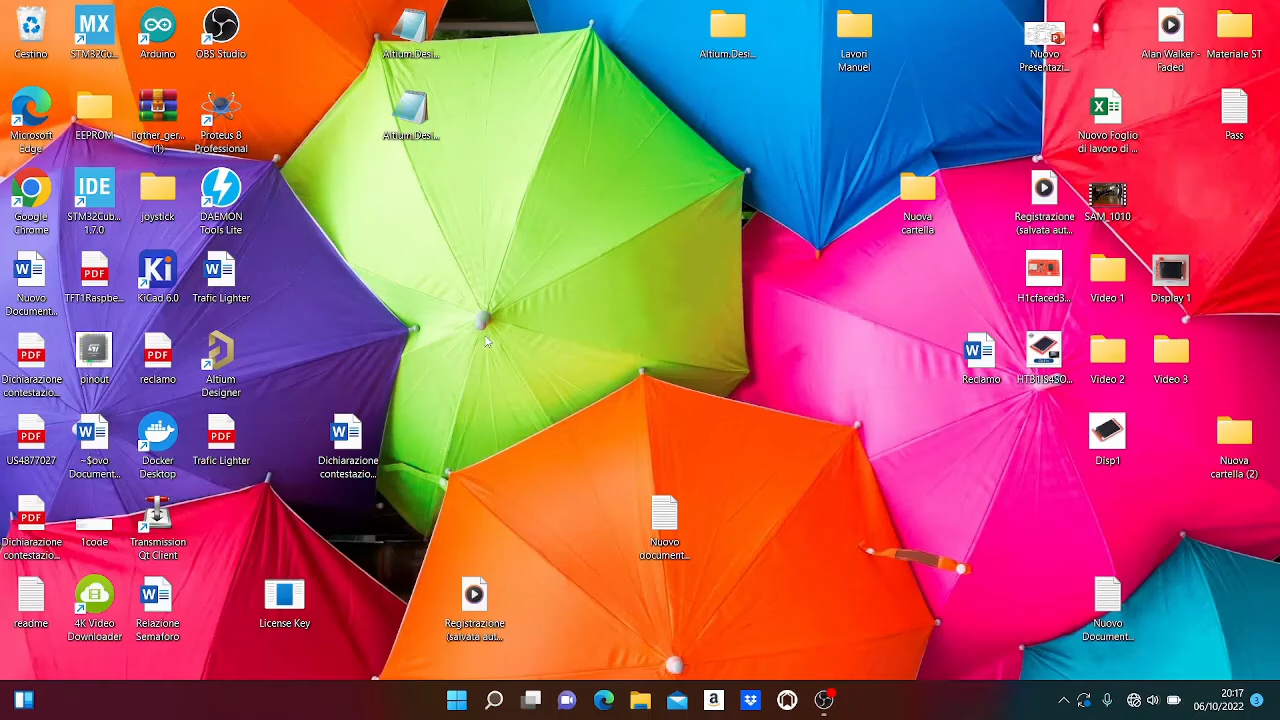 Cestino
STM32Cu...
Arduino
OBS Studio
Altium.Desi...
Altium.Desi...
Lavori
Manuel
Nuovo
Presentazi...
Alan Walker -
Faded
Materiale ST
Microsoft
Edge
EEPROM
ligther_ger...
(1)
Proteus 8
Professional
Altium.Desi...
Nuovo Foglio
di lavoro di ...
Pass
Google
Chrome
STM32Cub...
1.7.0
joystick
DAEMON
Tools Lite
Nuova
cartella
Registrazione
(salvata aut...
SAM_1010
Nuovo
Document...
TFT1Raspbe...
KiCad 6.0
Trafic Lighter
H1cfaced3...
Video 1
Display 1
Dichiarazione
contestazio...
pinout
reclamo
Altium
Designer
Reclamo
HTB1IS4SO...
Video 2
Video 3
US4877027
~$ovo
Document...
Docker
Desktop
Trafic Lighter
Dichiarazione
contestazio...
Disp1
Nuova
cartella (2)
Dichiarazione
contestazio...
1code
Transmission
Qt Client
Nuovo
document...
readme
4K Video
Downloader
Relazione
Semaforo
License Key
Registrazione
(salvata aut...
Nuovo
Document...
20:17
06/10/2022
3